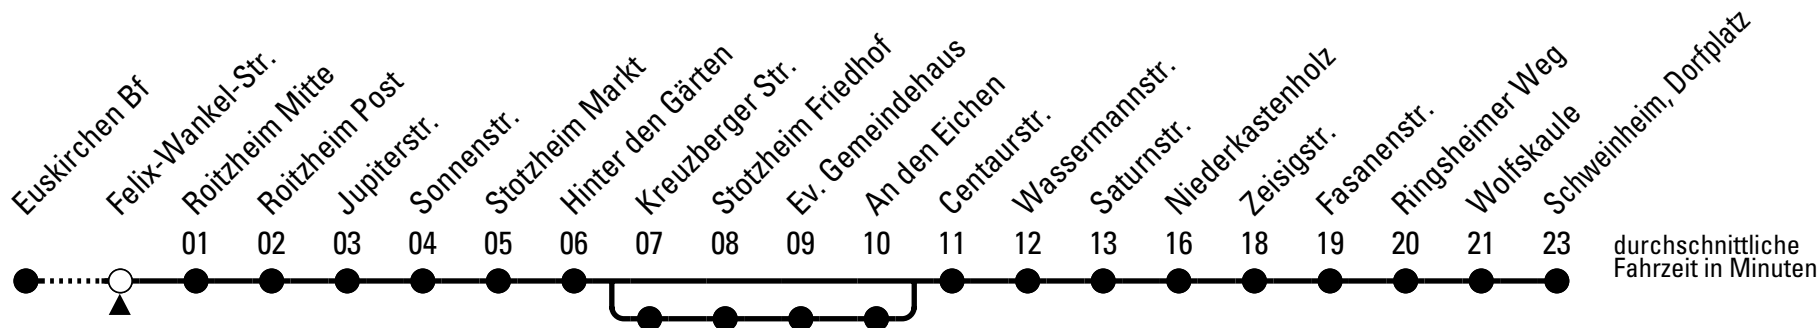 Euskirchen Bf
Felix-Wankel-Str.
Roitzheim Mitte
Roitzheim Post
Jupiterstr.
Sonnenstr.
Stotzheim Markt
Hinter den Gärten
Kreuzberger Str.
Stotzheim Friedhof
Ev. Gemeindehaus
An den Eichen
Centaurstr.
Wassermannstr.
Saturnstr.
Niederkastenholz
Zeisigstr.
Fasanenstr.
Ringsheimer Weg
Wolfskaule
Schweinheim, Dorfplatz
01 02 03 04 05 06 07 08 09 10 11 12 13 16 18 19 20 21 23
durchschnittliche
Fahrzeit in Minuten